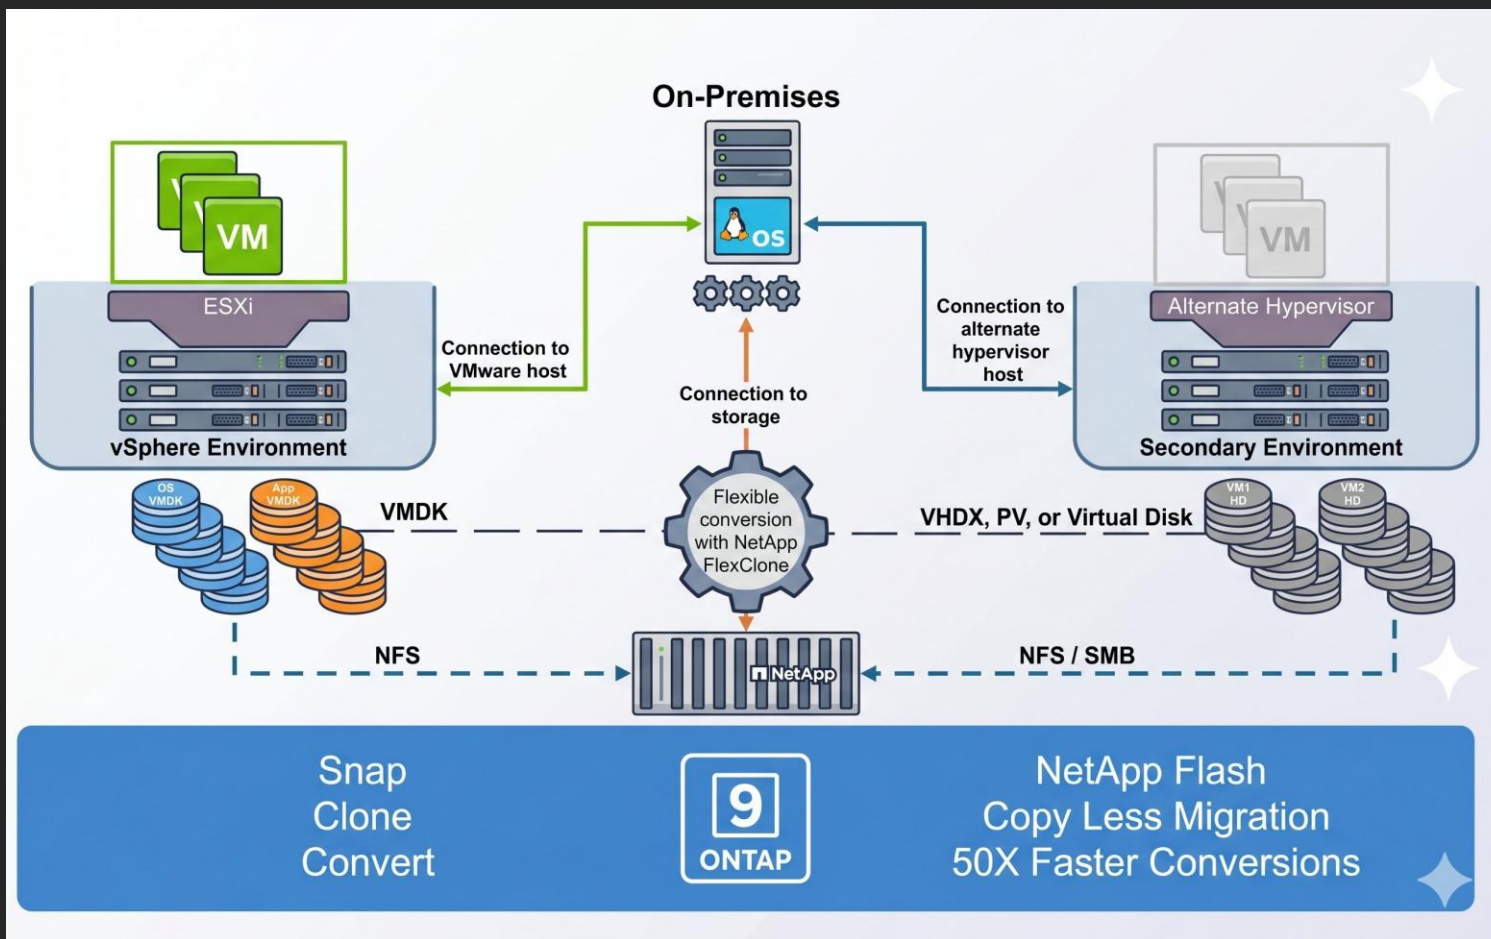 On-Premises
OS
VM
ESXi
vSphere Environment
Connection to
VMware host
Connection to
storage
Connection to
alternate
hypervisor
host
VM
Alternate Hypervisor
Secondary Environment
OS
VMDK
App
VMDK
VMDK
Flexible
conversion
with NetApp
FlexClone
VHDX, PV, or Virtual Disk
VM1
HD
VM2
HD
NFS
NetApp
NFS / SMB
Snap
Clone
Convert
9
ONTAP
NetApp Flash
Copy Less Migration
50X Faster Conversions